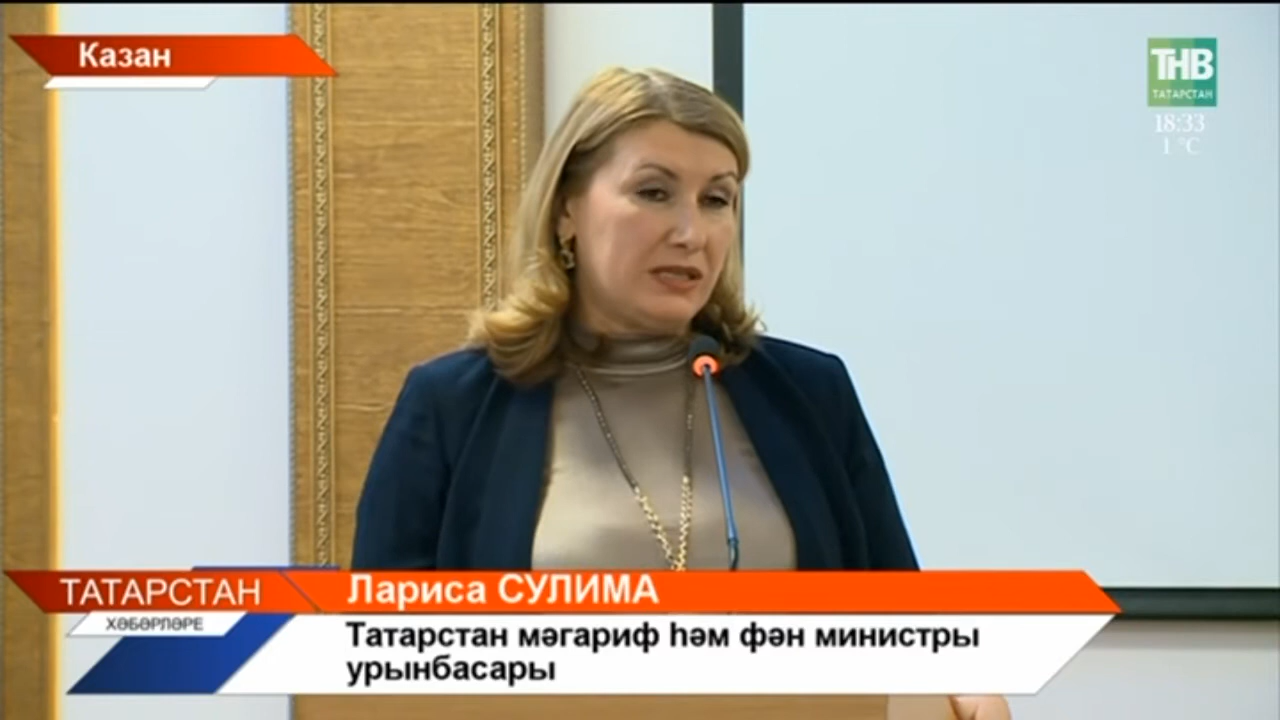 Казан
ТНВ
ТАТАРСТАН
18:33
1 °C
ТАТАРСТАН
ХӘБӘРЛӘРЕ
Лариса СУЛИМА
Татарстан мәгариф һәм фән министры
урынбасары